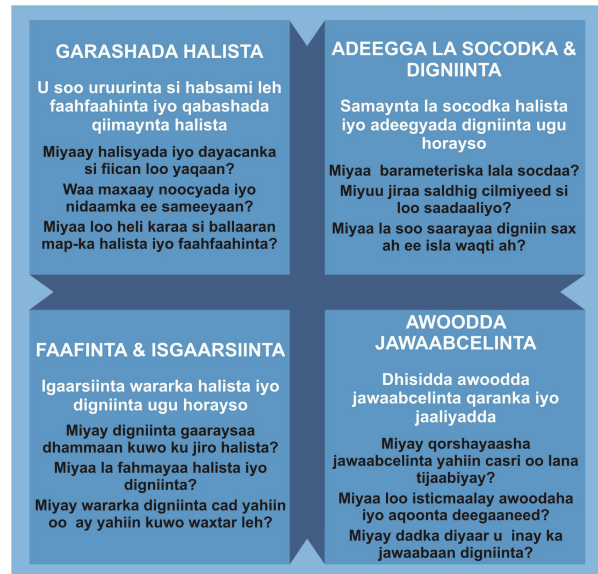 GARASHADA HALISTA
U soo uruurinta si habsami leh
faahfaahinta iyo qabashada
qiimaynta halista
Miyaay halisyada iyo dayacanka
si fiican loo yaqaan?
Waa maxaay noocyada iyo
nidaamka ee sameeyaan?
Miyaa loo heli karaa si ballaaran
map-ka halista iyo faahfaahinta?
ADEEGGA LA SOCODKA &
DIGNIINTA
Samaynta la socodka halista
iyo adeegyada digniinta ugu
horayso
Miyaa barameteriska lala socdaa?
Miyuu jiraa saldhig cilmiyeed si
loo saadaaliyo?
Miyaa la soo saarayaa digniin sax
ah ee isla waqti ah?
FAAFINTA & ISGAARSIINTA
Igaarsiinta wararka halista iyo
digniinta ugu horayso
Miyay digniinta gaaraysaa
dhammaan kuwo ku jiro halista?
Miyaa la fahmayaa halista iyo
digniinta?
Miyay wararka digniinta cad yahiin
oo ay yahiin kuwo waxtar leh?
AWOODDA
JAWAABCELINTA
Dhisidda awoodda
jawaabcelinta qaranka iyo
jaaliyadda
Miyay qorshayaasha
jawaabcelinta yahiin casri oo lana
tijaabiyay?
Miyaa loo isticmaalay awoodaha
iyo aqoonta deegaaneed?
Miyay dadka diyaar u inay ka
jawaabaan digniinta?